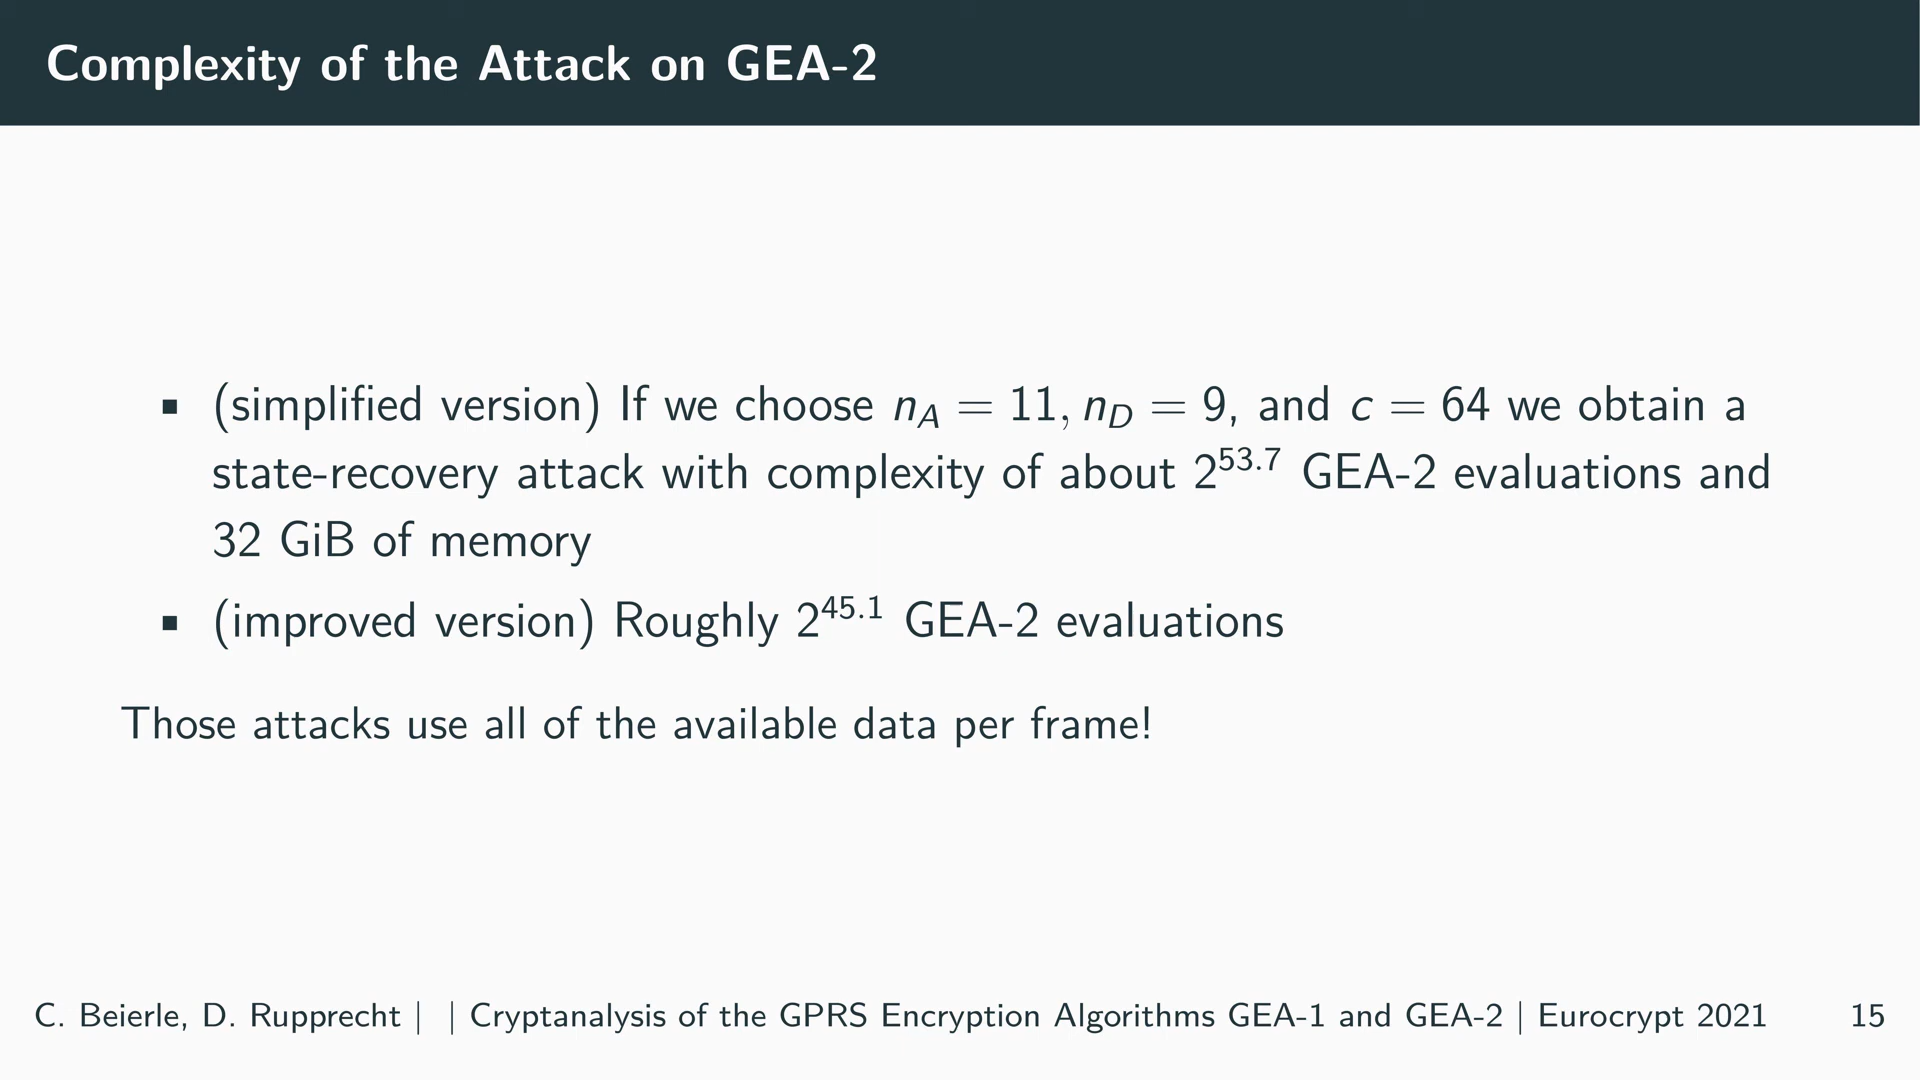 Complexity of the Attack on GEA-2
▪ (simplified version) If we choose n_A = 11, n_D = 9, and c = 64 we obtain a
state-recovery attack with complexity of about 2^53.7 GEA-2 evaluations and
32 GiB of memory
▪ (improved version) Roughly 2^45.1 GEA-2 evaluations
Those attacks use all of the available data per frame!
C. Beierle, D. Rupprecht | | Cryptanalysis of the GPRS Encryption Algorithms GEA-1 and GEA-2 | Eurocrypt 2021 15